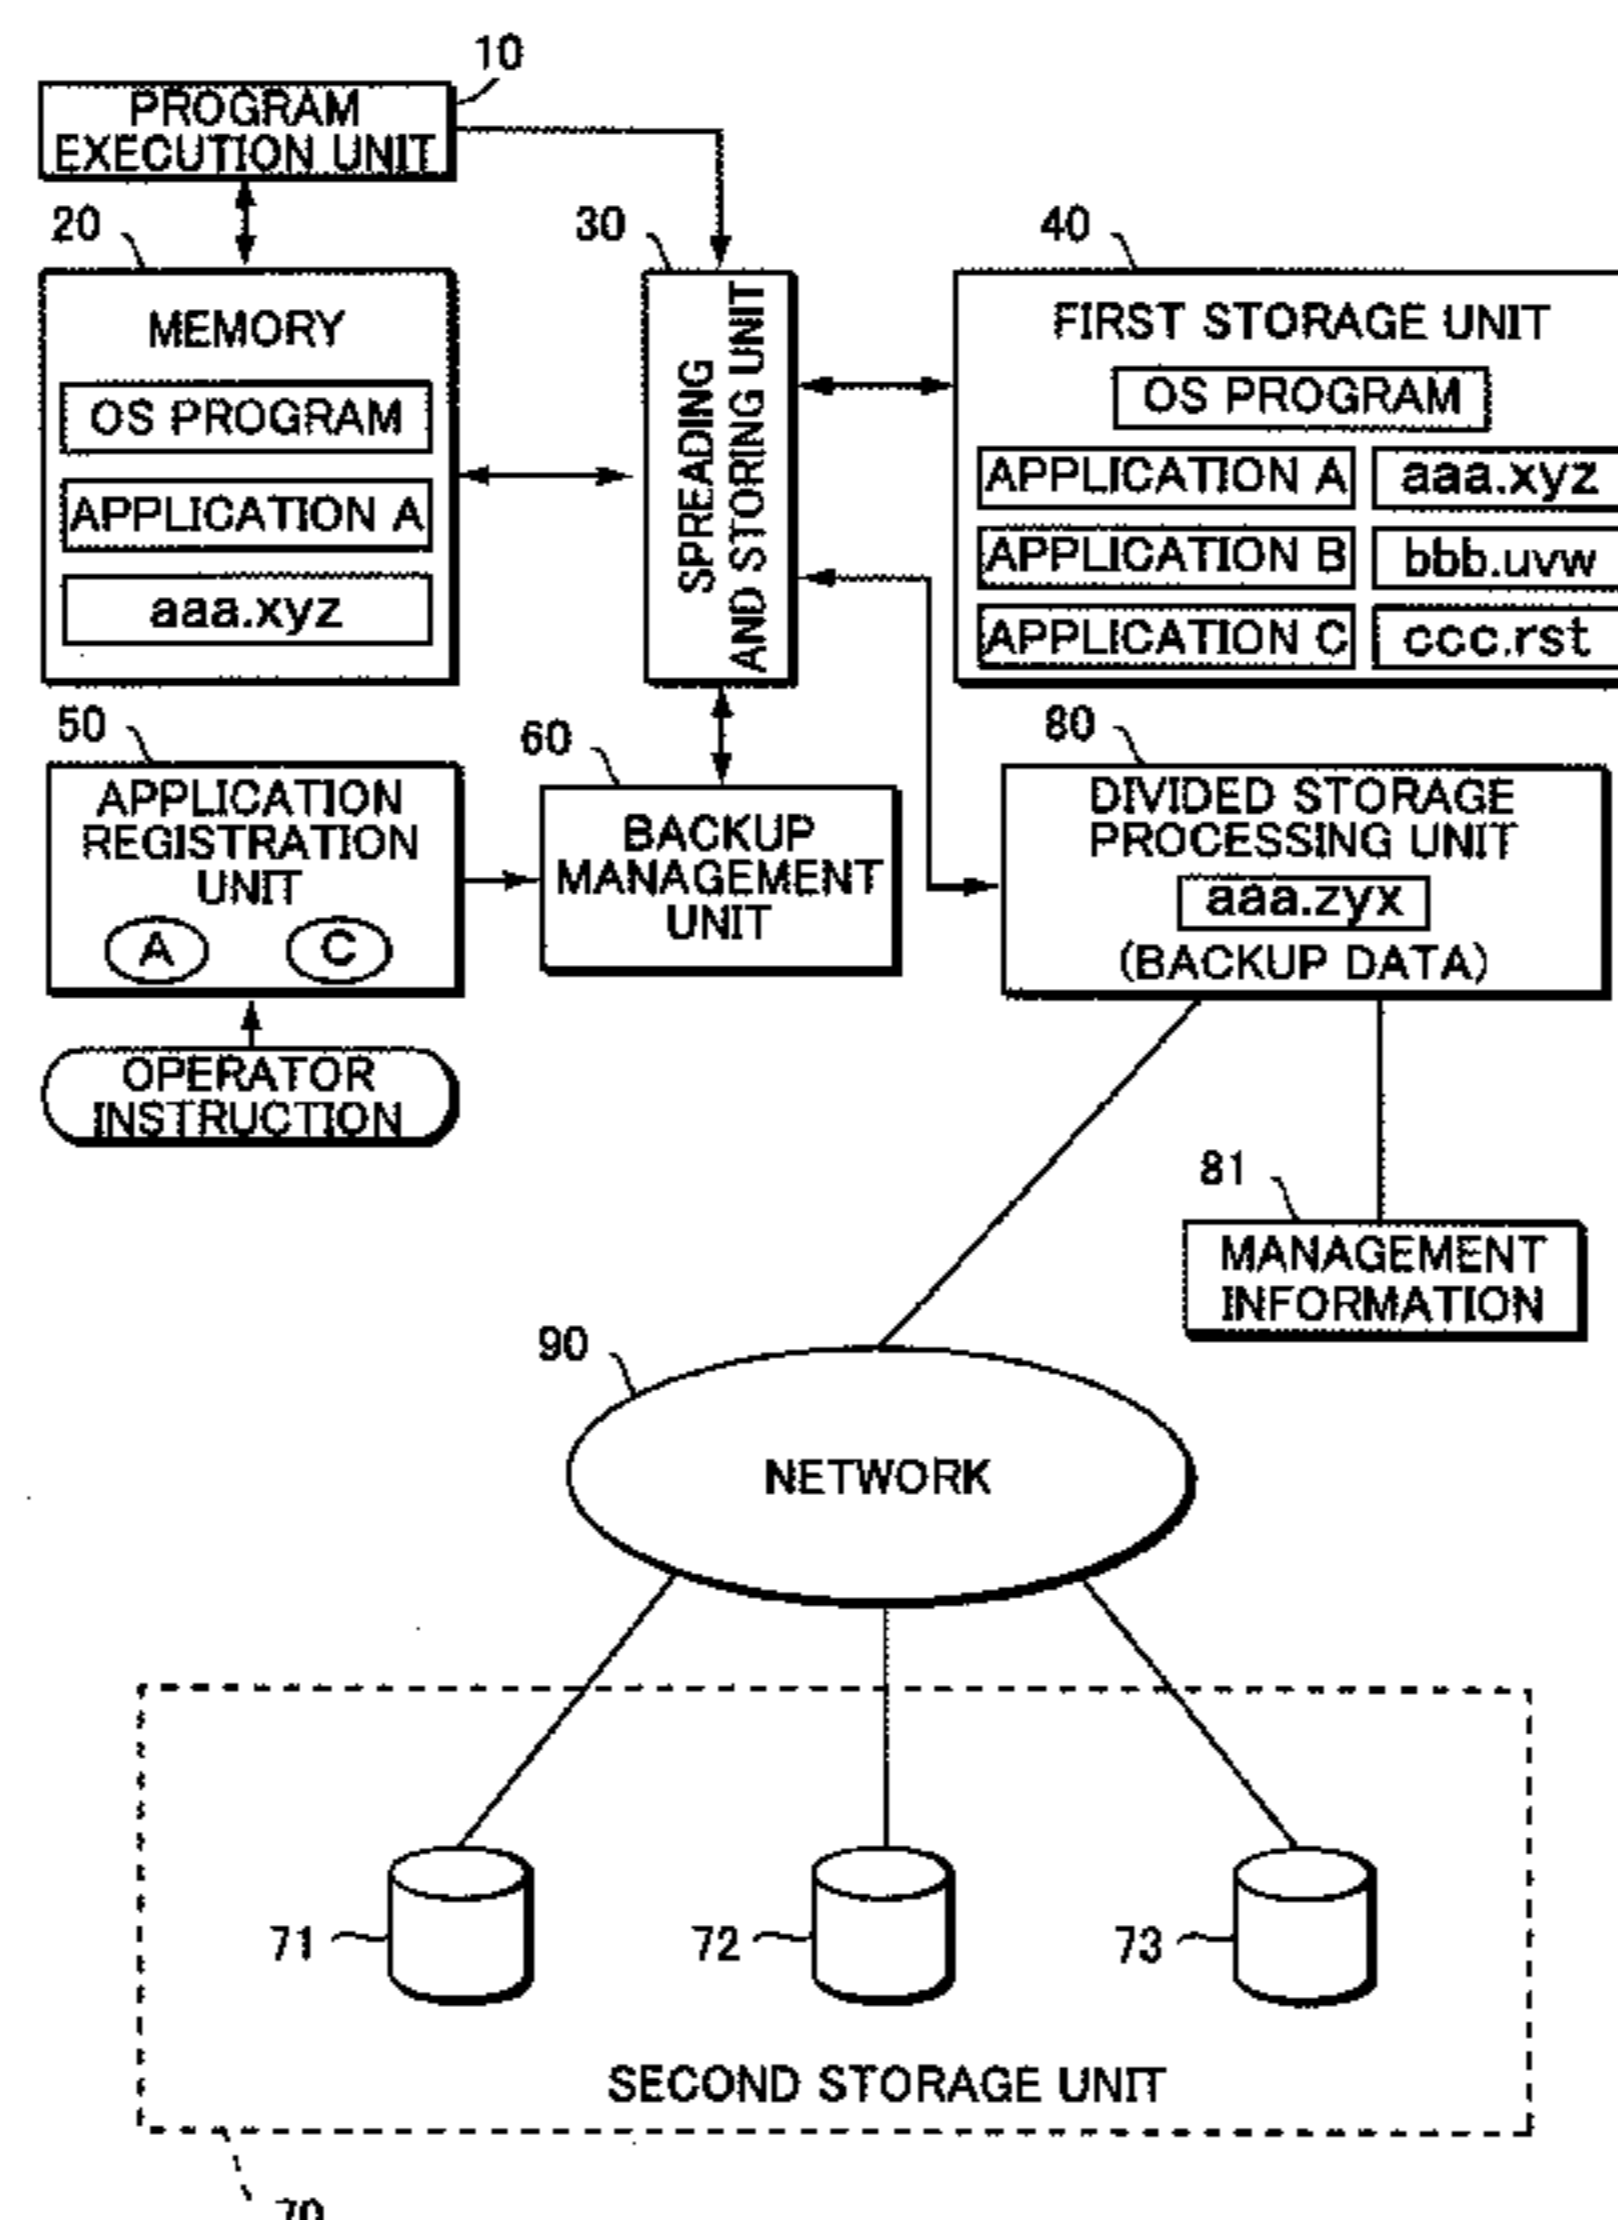 10
PROGRAM
EXECUTION UNIT
20
30
40
MEMORY
OS PROGRAM
APPLICATION A
aaa.xyz
SPREADING
AND STORING UNIT
FIRST STORAGE UNIT
OS PROGRAM
APPLICATION A
aaa.xyz
APPLICATION B
bbb.uvw
APPLICATION C
ccc.rst
50
60
80
APPLICATION
REGISTRATION
UNIT
A
C
BACKUP
MANAGEMENT
UNIT
DIVIDED STORAGE
PROCESSING UNIT
aaa.zyx
(BACKUP DATA)
OPERATOR
INSTRUCTION
81
MANAGEMENT
INFORMATION
90
NETWORK
71
72
73
SECOND STORAGE UNIT
70